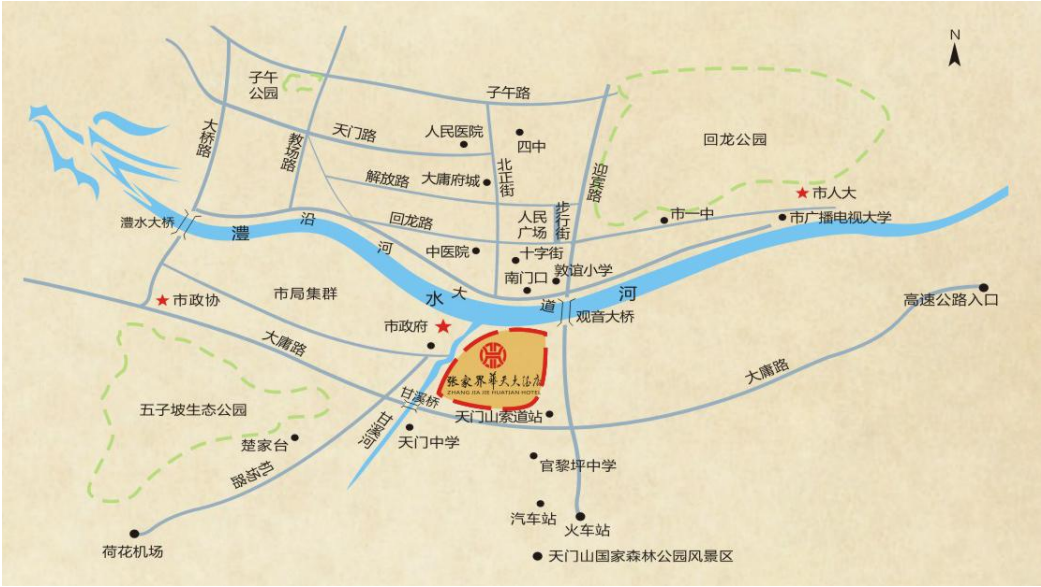 N
子午
公园
子午路
大桥路
教场路
天门路
人民医院
四中
回龙公园
北正街
迎宾路
解放路
大庸府城
市人大
步行街
人民
广场
市一中
市广播电视大学
澧水大桥
回龙路
沿河大道
澧水河
中医院
十字街
南门口
敦谊小学
市政协
市局集群
高速公路入口
观音大桥
市政府
大庸路
张家界华天大酒店
ZHANG JIA JIE HUATIAN HOTEL
大庸路
五子坡生态公园
甘溪桥
甘溪河
天门山索道站
天门中学
楚家台
机场路
官黎坪中学
汽车站
火车站
荷花机场
天门山国家森林公园风景区